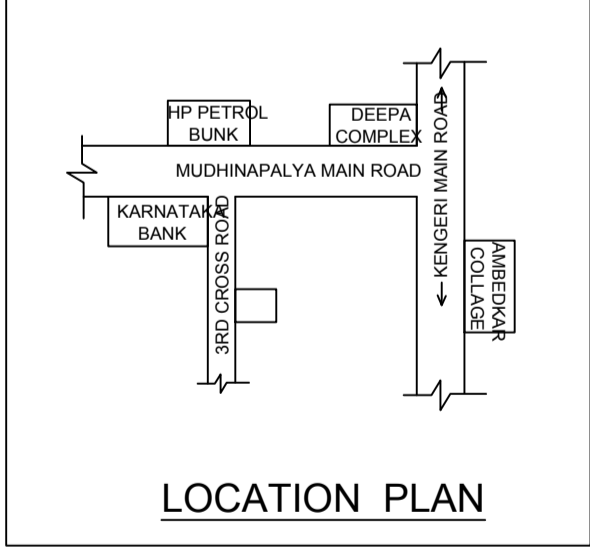 HP PETROL
BUNK
DEEPA
COMPLEX
MUDHINAPALYA MAIN ROAD
KENGERI MAIN ROAD
KARNATAKA
BANK
3RD CROSS ROAD
AMBEDKAR
COLLAGE
LOCATION PLAN